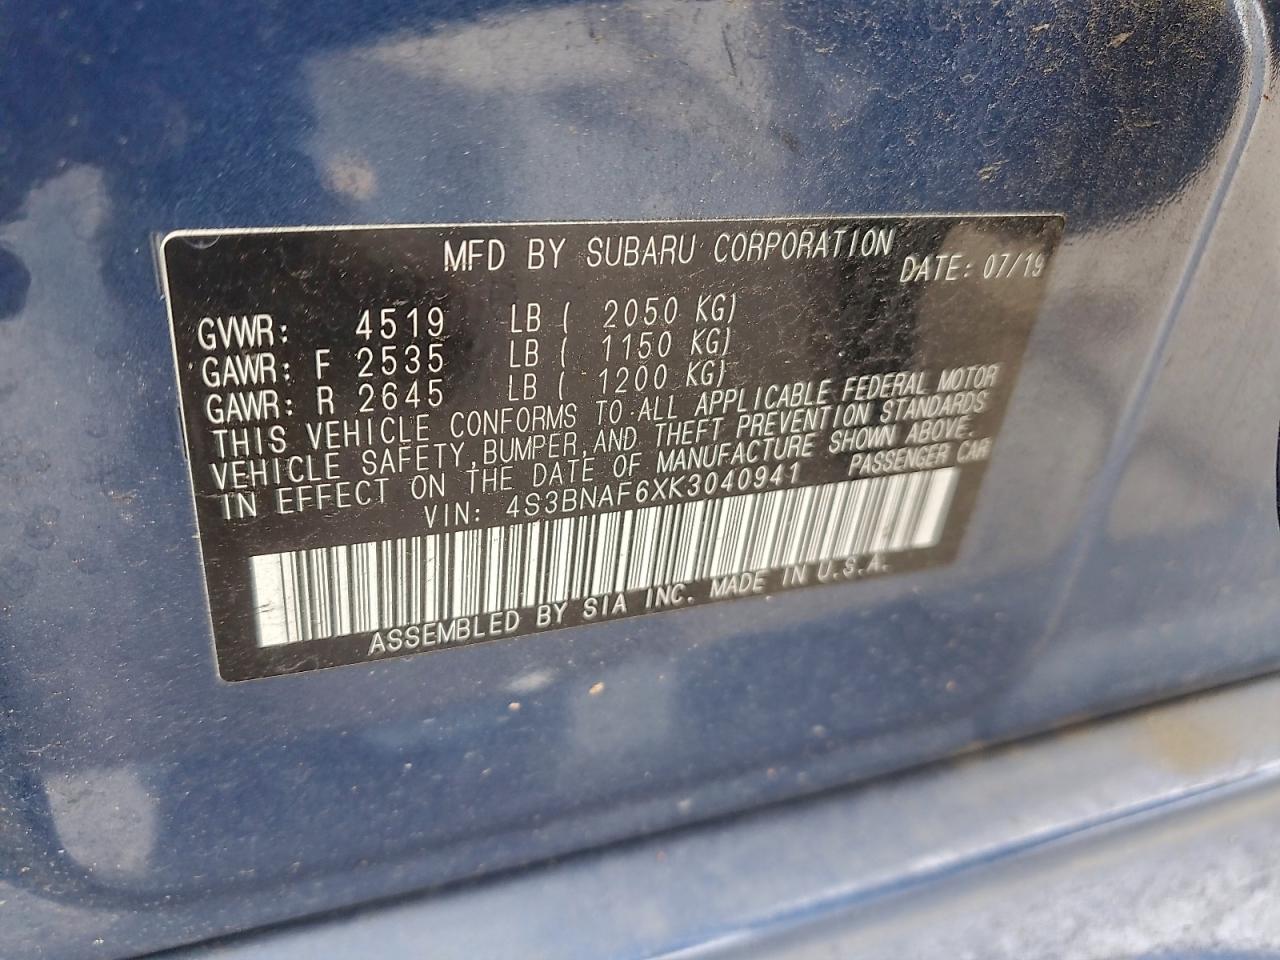 MFD BY SUBARU CORPORATION
DATE: 07/19
GVWR: 4519 LB ( 2050 KG)
GAWR: F 2535 LB ( 1150 KG)
GAWR: R 2645 LB ( 1200 KG)
THIS VEHICLE CONFORMS TO ALL APPLICABLE FEDERAL MOTOR
VEHICLE SAFETY,BUMPER,AND THEFT PREVENTION STANDARDS
IN EFFECT ON THE DATE OF MANUFACTURE SHOWN ABOVE.
VIN: 4S3BNAF6XK3040941 PASSENGER CAR
ASSEMBLED BY SIA INC. MADE IN U.S.A.